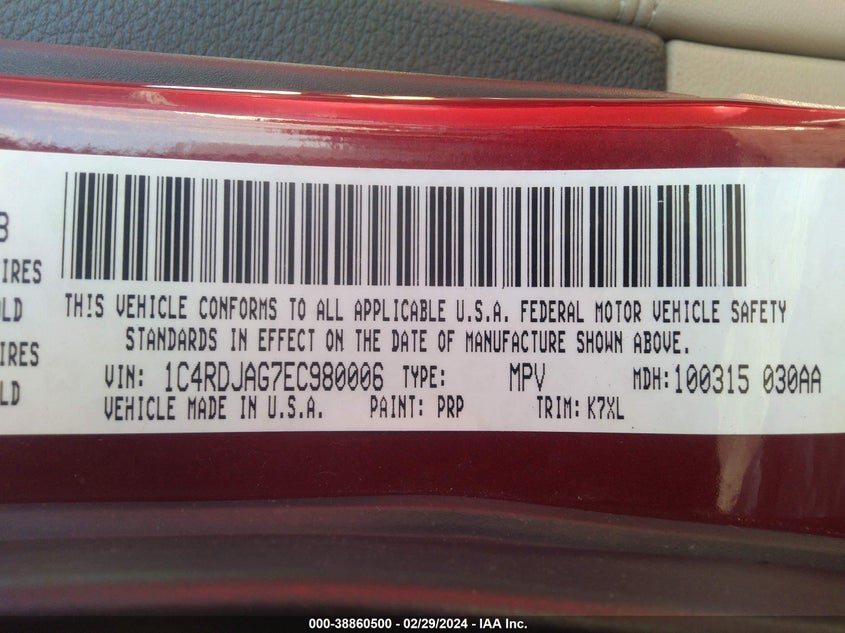 B
IRES
OLD
THIS VEHICLE CONFORMS TO ALL APPLICABLE U.S.A. FEDERAL MOTOR VEHICLE SAFETY
STANDARDS IN EFFECT ON THE DATE OF MANUFACTURE SHOWN ABOVE.
IRES
LD
VIN: 1C4RDJAG7EC980006 TYPE: MPV MDH: 100315 030AA
VEHICLE MADE IN U.S.A. PAINT: PRP TRIM: K7XL
000-38860500 - 02/29/2024 - IAA Inc.